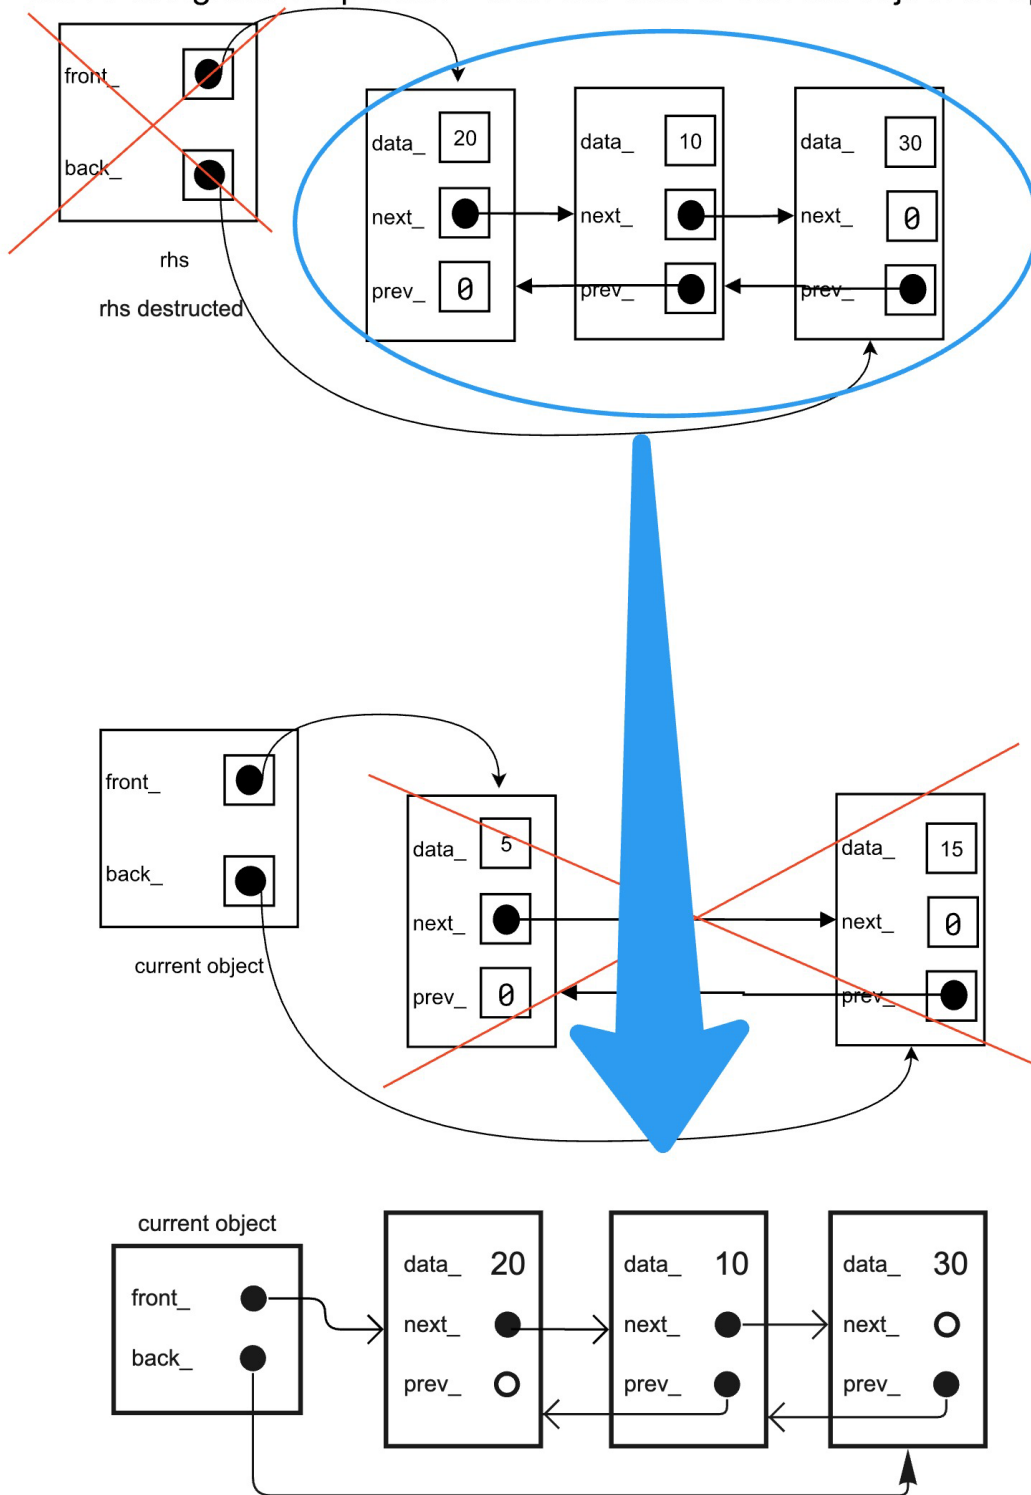 front_
back_
rhs
rhs destructed
data_ 20
next_
prev_ 0
data_ 10
next_
prev_
data_ 30
next_ 0
prev_
front_
back_
current object
data_ 5
next_
prev_ 0
data_ 15
next_ 0
prev_
current object
front_
back_
data_ 20
next_
prev_
data_ 10
next_
prev_
data_ 30
next_
prev_